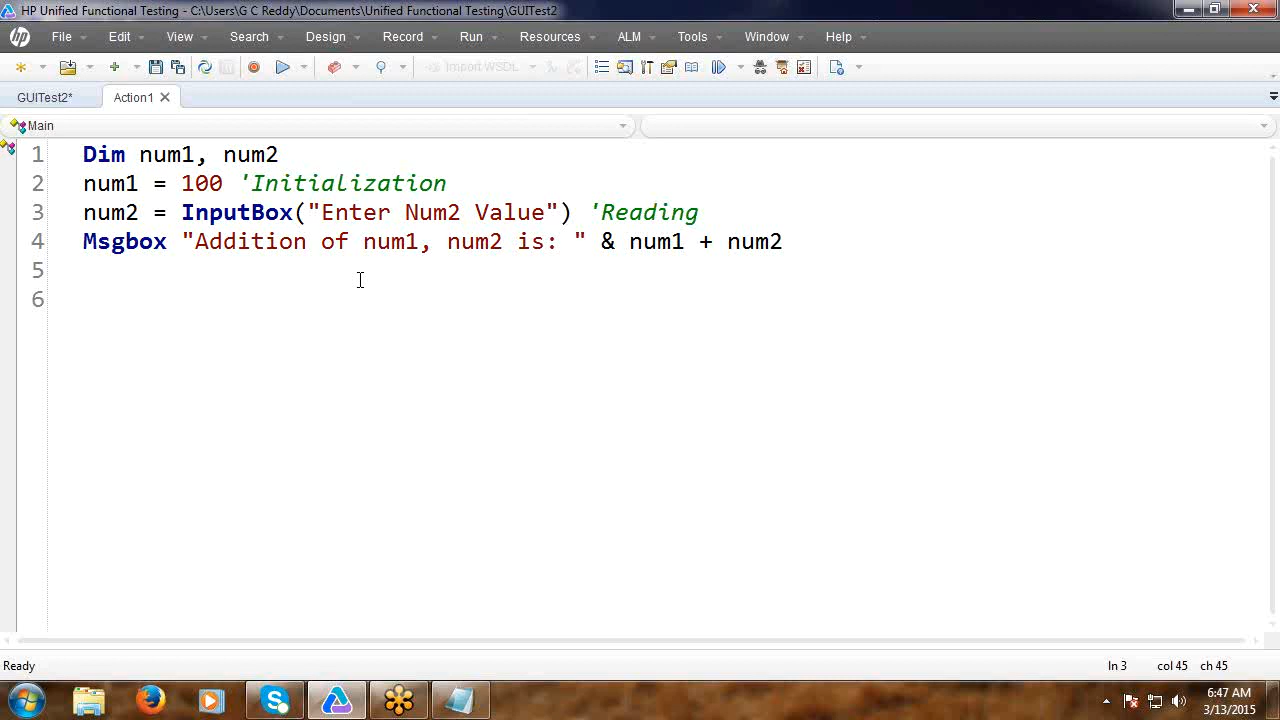 HP Unified Functional Testing - C:\Users\G C Reddy\Documents\Unified Functional Testing\GUITest2
File Edit View Search Design Record Run Resources ALM Tools Window Help
Import WSDL
GUITest2* Action1
Main
1 Dim num1, num2
2 num1 = 100 'Initialization
3 num2 = InputBox("Enter Num2 Value") 'Reading
4 Msgbox "Addition of num1, num2 is: " & num1 + num2
5
6
Ready ln 3 col 45 ch 45
6:47 AM
3/13/2015